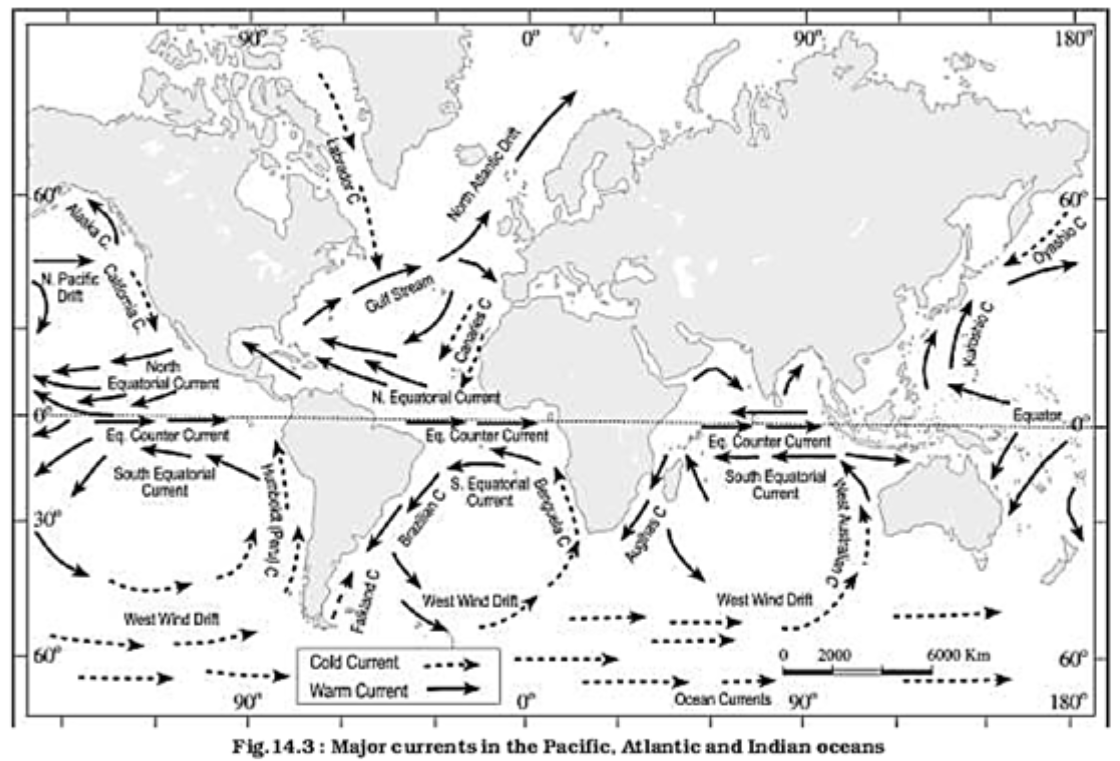 90°
0°
90°
180°
Labrador C
North Atlantic Drift
60°
60°
Alaska C.
Oyashio C
N. Pacific
Drift
California C.
Gulf Stream
Canaries C
Kuroshio C
North
Equatorial Current
N. Equatorial Current
0°
Equator
0°
Eq. Counter Current
Eq. Counter Current
Eq. Counter Current
South Equatorial
Current
Humboldt (Peru) C
S. Equatorial
Current
Brazilian C
Benguela C
South Equatorial
Current
Auglhas C
West Australian C
30°
30°
Falkland C
West Wind Drift
West Wind Drift
West Wind Drift
60°
60°
Cold Current
Warm Current
0 2000 6000 Km
Ocean Currents
90°
0°
90°
180°
Fig.14.3 : Major currents in the Pacific, Atlantic and Indian oceans